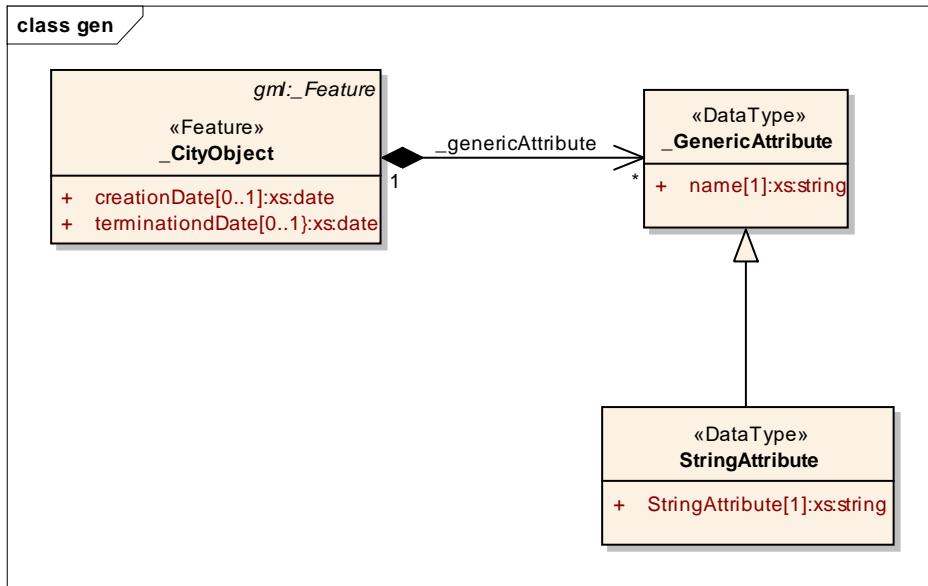 class gen
gml:_Feature
«Feature»
_CityObject
+ creationDate[0..1]:xs:date
+ terminationdDate[0..1}:xs:date
_genericAttribute
1
*
«DataType»
_GenericAttribute
+ name[1]:xs:string
«DataType»
StringAttribute
+ StringAttribute[1]:xs:string